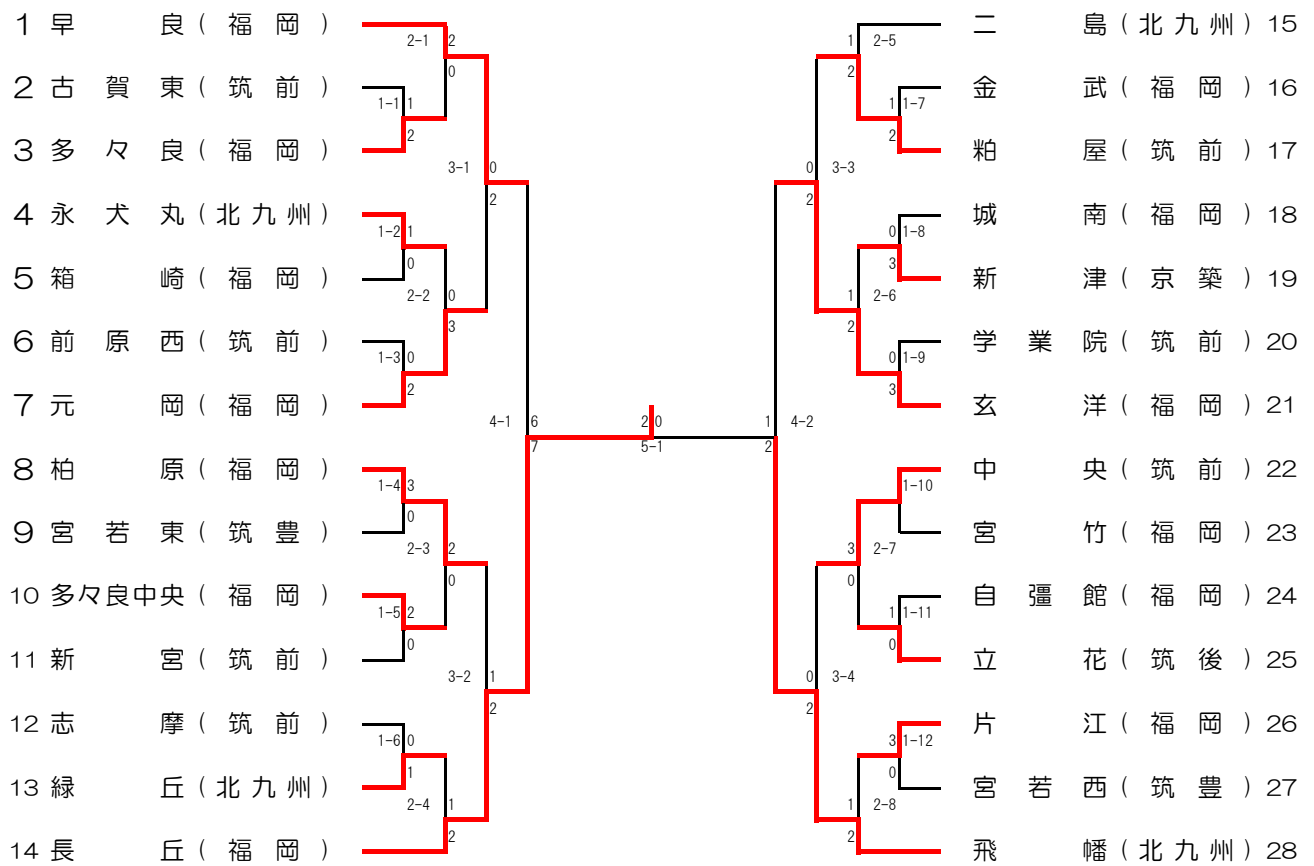 1 早良(福岡)
2 古賀東(筑前)
3 多々良(福岡)
4 永犬丸(北九州)
5 箱崎(福岡)
6 前原西(筑前)
7 元岡(福岡)
8 柏原(福岡)
9 宮若東(筑豊)
10 多々良中央(福岡)
11 新宮(筑前)
12 志摩(筑前)
13 緑丘(北九州)
14 長丘(福岡)
2-1 2
0
1-1 1
2
3-1 0
2
1-2 1
0
2-2 0
3
1-3 0
2
4-1 6
7
1-4 3
0
2-3 2
0
1-5 2
0
3-2 1
2
1-6 0
1
2-4 1
2
2 0
5-1
1 2-5
2
1 1-7
2
0 3-3
2
0 1-8
3
1 2-6
2
0 1-9
3
1 4-2
2
1-10
3 2-7
0
1 1-11
0
0 3-4
2
3 1-12
0
1 2-8
2
二島(北九州) 15
金武(福岡) 16
粕屋(筑前) 17
城南(福岡) 18
新津(京築) 19
学業院(筑前) 20
玄洋(福岡) 21
中央(筑前) 22
宮竹(福岡) 23
自彊館(福岡) 24
立花(筑後) 25
片江(福岡) 26
宮若西(筑豊) 27
飛幡(北九州) 28